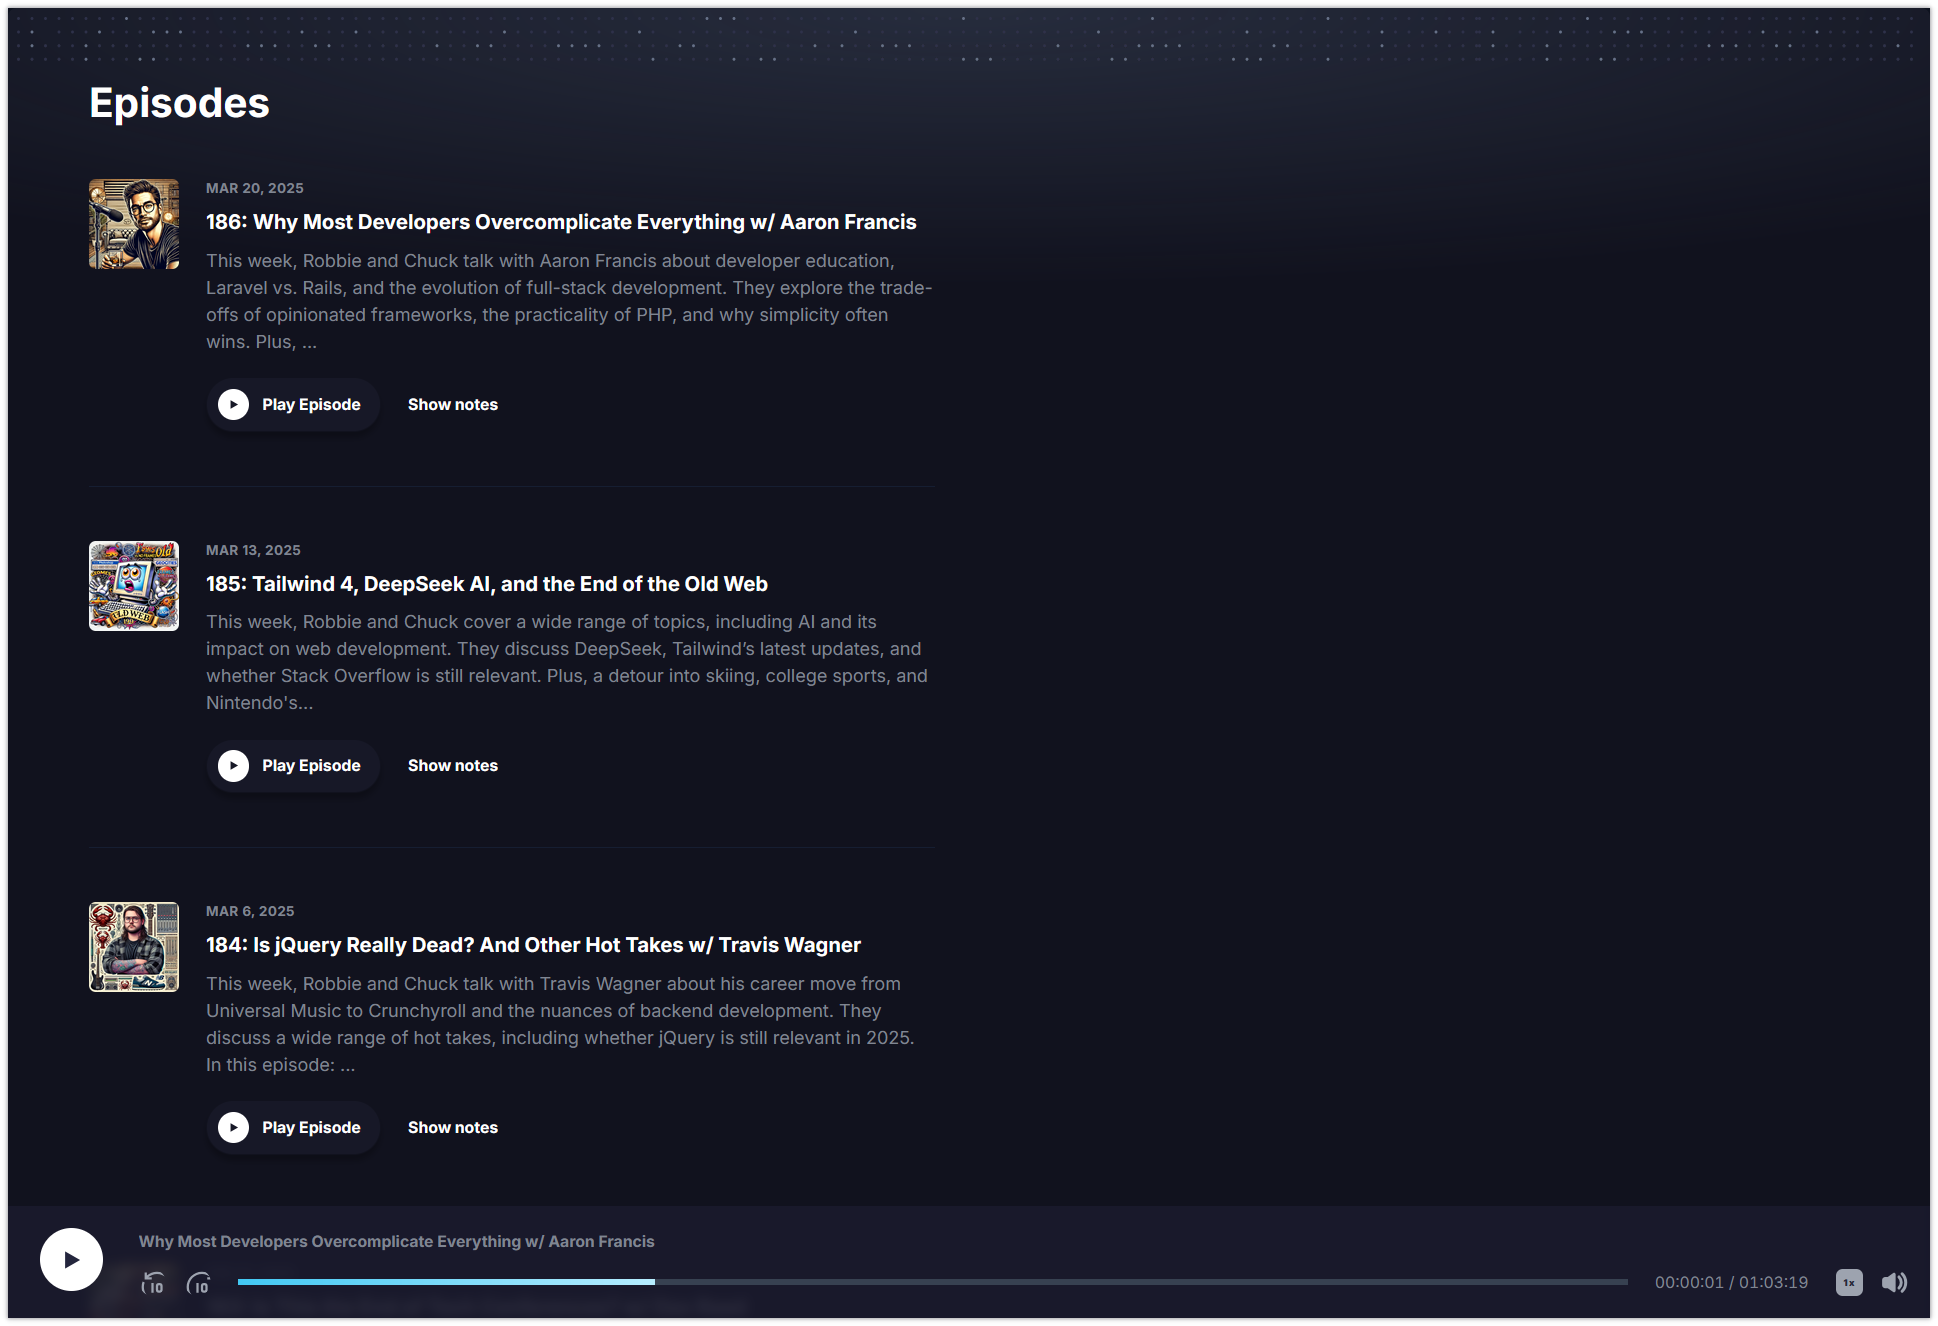 Episodes
MAR 20, 2025
186: Why Most Developers Overcomplicate Everything w/ Aaron Francis
This week, Robbie and Chuck talk with Aaron Francis about developer education,
Laravel vs. Rails, and the evolution of full-stack development. They explore the trade-
offs of opinionated frameworks, the practicality of PHP, and why simplicity often
wins. Plus, ...
Play Episode
Show notes
MAR 13, 2025
185: Tailwind 4, DeepSeek AI, and the End of the Old Web
This week, Robbie and Chuck cover a wide range of topics, including AI and its
impact on web development. They discuss DeepSeek, Tailwind’s latest updates, and
whether Stack Overflow is still relevant. Plus, a detour into skiing, college sports, and
Nintendo's...
Play Episode
Show notes
MAR 6, 2025
184: Is jQuery Really Dead? And Other Hot Takes w/ Travis Wagner
This week, Robbie and Chuck talk with Travis Wagner about his career move from
Universal Music to Crunchyroll and the nuances of backend development. They
discuss a wide range of hot takes, including whether jQuery is still relevant in 2025.
In this episode: ...
Play Episode
Show notes
Why Most Developers Overcomplicate Everything w/ Aaron Francis
10
10
00:00:01 / 01:03:19
1x